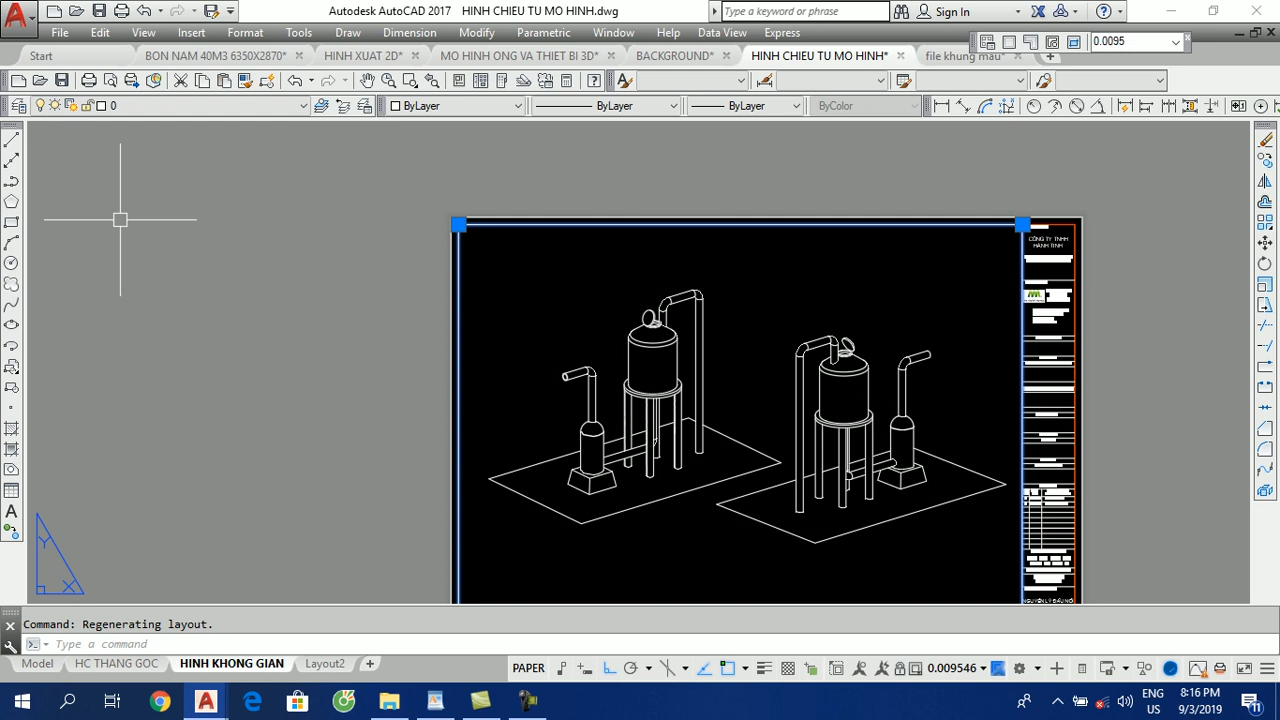 Autodesk AutoCAD 2017 HINH CHIEU TU MO HINH.dwg
Type a keyword or phrase
Sign In
File Edit View Insert Format Tools Draw Dimension Modify Parametric Window Help Data View Express
0.0095
Start
BON NAM 40M3 6350X2870*
HINH XUAT 2D*
MO HINH ONG VA THIET BI 3D*
BACKGROUND*
HINH CHIEU TU MO HINH*
file khung mau*
0
ByLayer
ByLayer
ByLayer
ByColor
CÔNG TY TNHH
HÀNH TINH
Y
X
Command: Regenerating layout.
Type a command
Model HC THANG GOC HINH KHONG GIAN Layout2
PAPER
0.009546
ENG
US
8:16 PM
9/3/2019
11